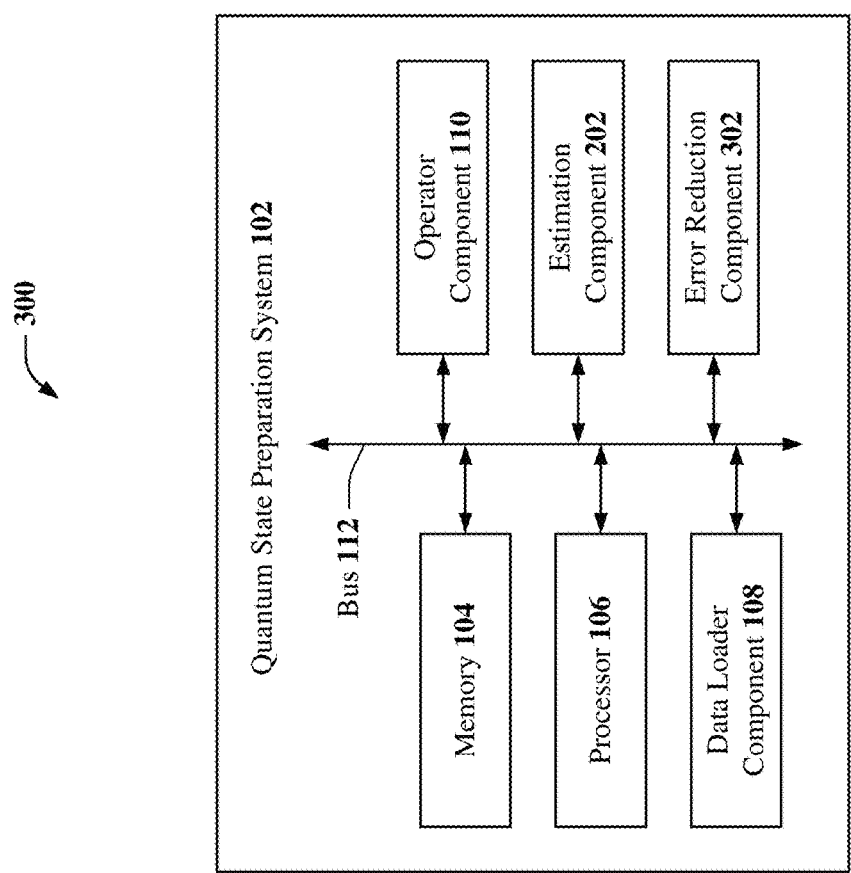 300
Quantum State Preparation System 102
Bus 112
Memory 104
Processor 106
Data Loader
Component 108
Operator
Component 110
Estimation
Component 202
Error Reduction
Component 302